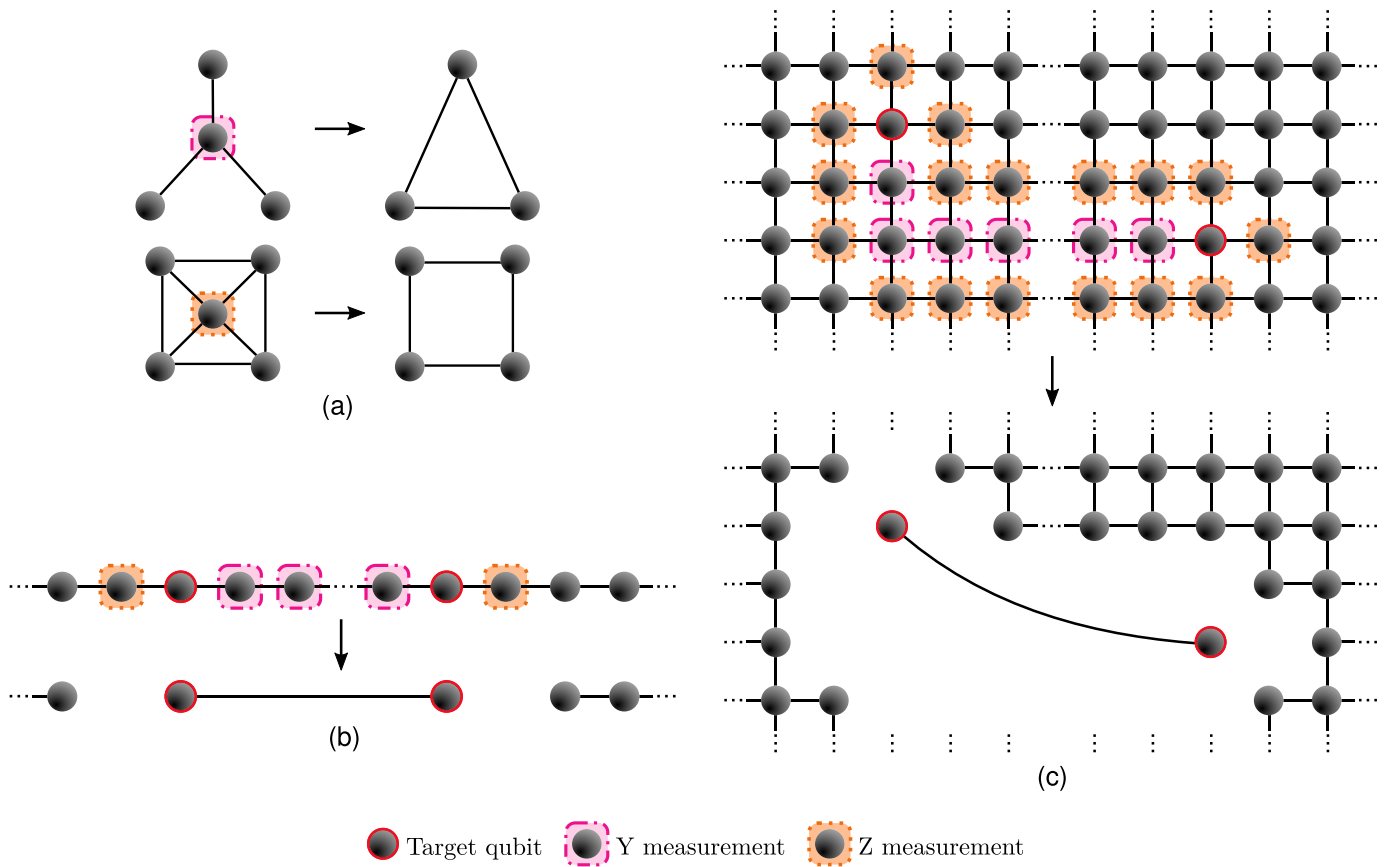 (a)
(b)
(c)
Target qubit
Y measurement
Z measurement